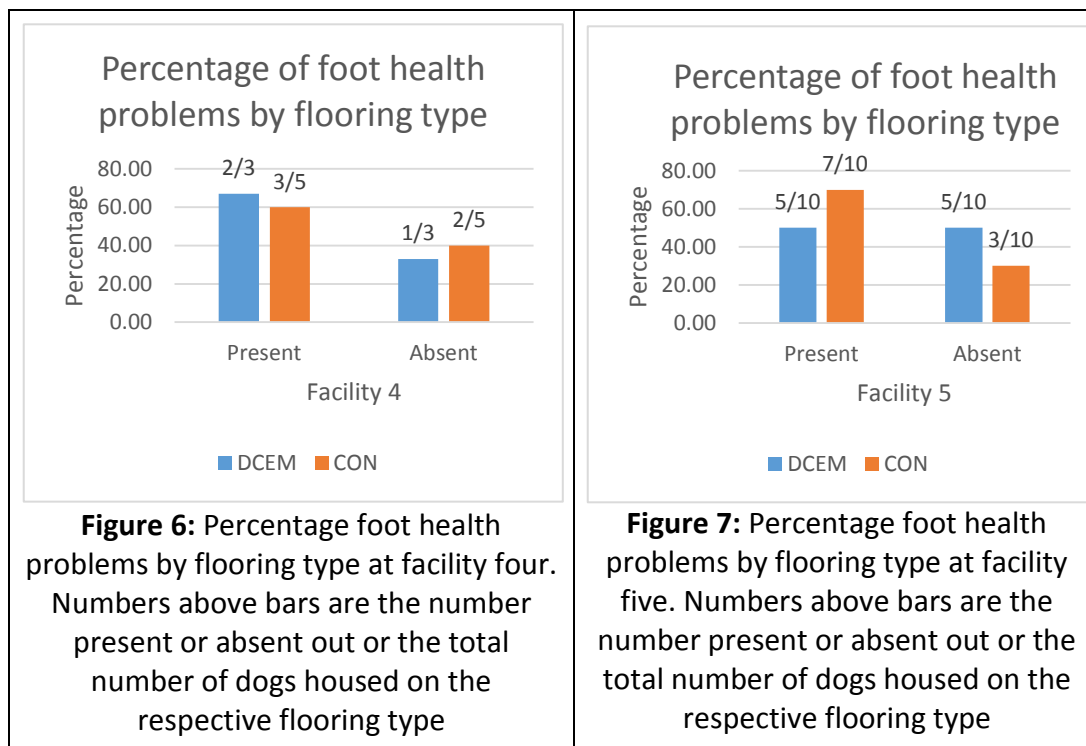 Percentage of foot health
problems by flooring type
80.00
60.00
40.00
20.00
0.00
Percentage
2/3
3/5
1/3
2/5
Present
Absent
Facility 4
DCEM
CON
Figure 6: Percentage foot health
problems by flooring type at facility four.
Numbers above bars are the number
present or absent out or the total
number of dogs housed on the
respective flooring type
Percentage of foot health
problems by flooring type
80.00
60.00
40.00
20.00
0.00
Percentage
5/10
7/10
5/10
3/10
Present
Absent
Facility 5
DCEM
CON
Figure 7: Percentage foot health
problems by flooring type at facility
five. Numbers above bars are the
number present or absent out or the
total number of dogs housed on the
respective flooring type